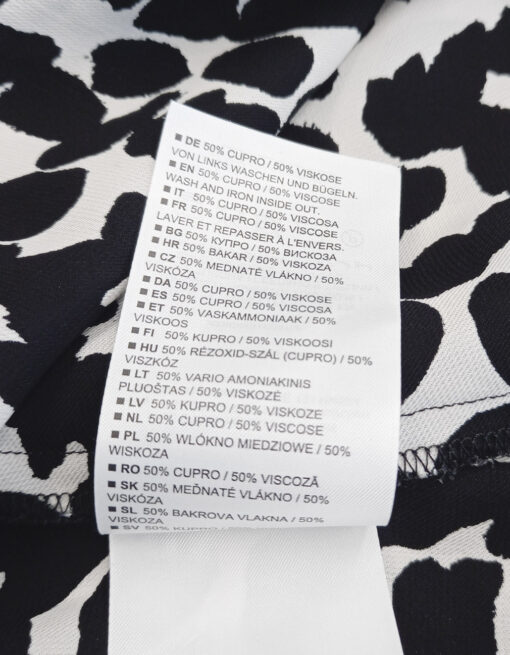 ■ DE 50% CUPRO / 50% VISKOSE
VON LINKS WASCHEN UND BÜGELN.
■ EN 50% CUPRO / 50% VISCOSE
WASH AND IRON INSIDE OUT.
■ IT 50% CUPRO / 50% VISCOSA
■ FR 50% CUPRO / 50% VISCOSE
LAVER ET REPASSER À L'ENVERS.
■ BG 50% КУПРО / 50% ВИСКОЗА
■ HR 50% BAKAR / 50% VISKOZA
■ CZ 50% MEDNATÉ VLÁKNO / 50%
VISKÓZA
■ DA 50% CUPRO / 50% VISKOSE
■ ES 50% CUPRO / 50% VISCOSA
■ ET 50% VASKAMMONIAAK / 50%
VISKOOS
■ FI 50% KUPRO / 50% VISKOOSI
■ HU 50% RÉZOXID-SZÁL (CUPRO) / 50%
VISZKÓZ
■ LT 50% VARIO AMONIAKINIS
PLUOŠTAS / 50% VISKOZĖ
■ LV 50% KUPRO / 50% VISKOZE
■ NL 50% CUPRO / 50% VISCOSE
■ PL 50% WLÓKNO MIEDZIOWE / 50%
WISKOZA
■ RO 50% CUPRO / 50% VISCOZĂ
■ SK 50% MEĎNATÉ VLÁKNO / 50%
VISKÓZA
■ SL 50% BAKROVA VLAKNA / 50%
VISKOZA
■ SV 50% KUPRO / 50%